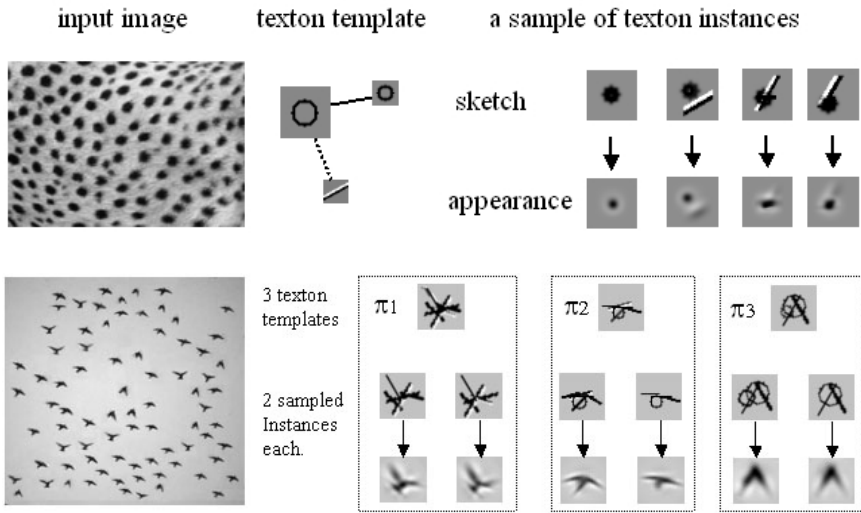 input image
texton template
a sample of texton instances
sketch
appearance
3 texton
templates
π1
π2
π3
2 sampled
Instances
each.